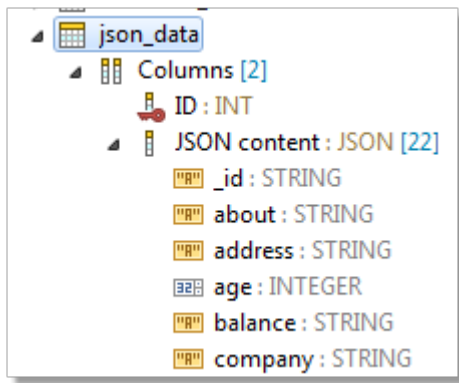 json_data
Columns [2]
ID : INT
JSON content : JSON [22]
"A" _id : STRING
"A" about : STRING
"A" address : STRING
32 age : INTEGER
"A" balance : STRING
"A" company : STRING